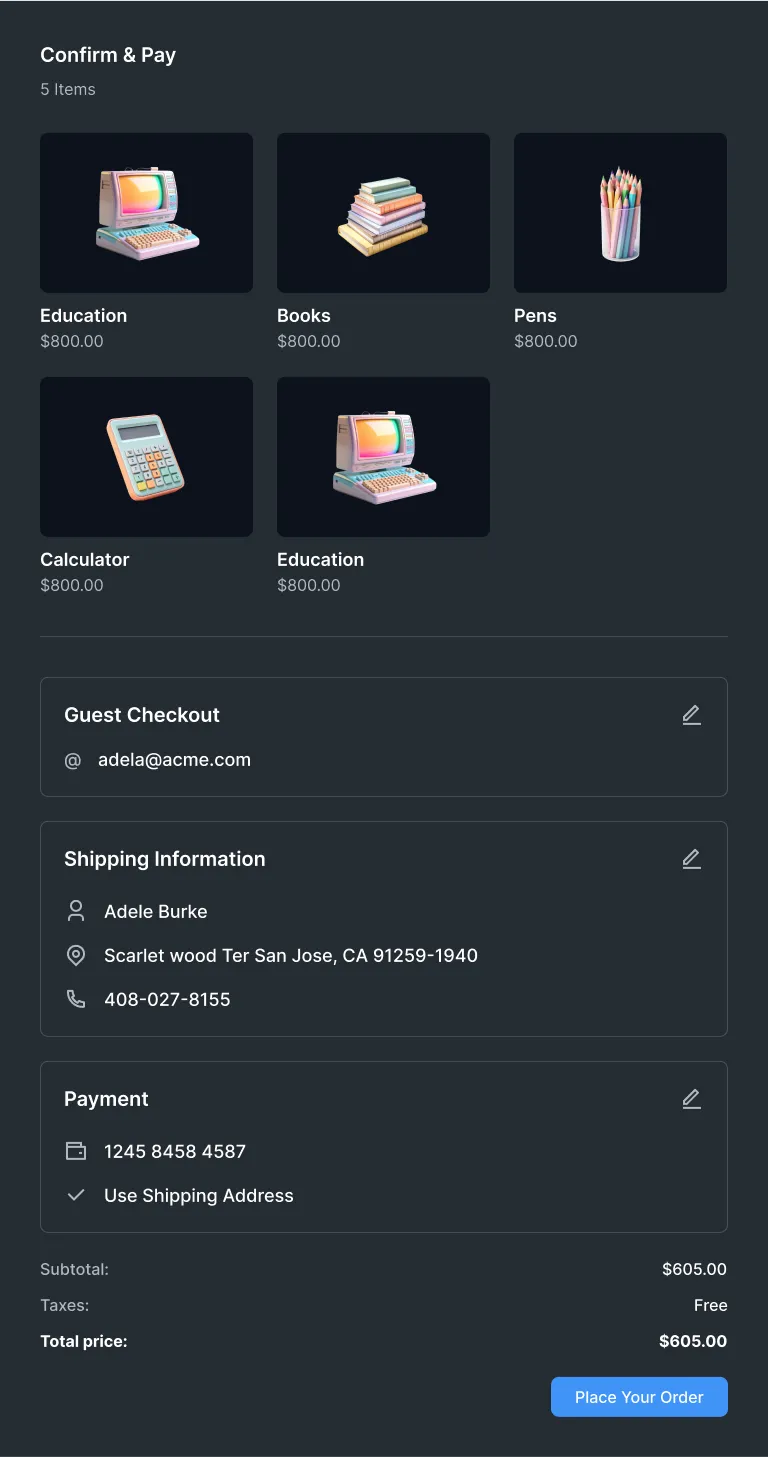 Confirm & Pay
5 Items
Education
$800.00
Books
$800.00
Pens
$800.00
Calculator
$800.00
Education
$800.00
Guest Checkout
@ adela@acme.com
Shipping Information
Adele Burke
Scarlet wood Ter San Jose, CA 91259-1940
408-027-8155
Payment
1245 8458 4587
Use Shipping Address
Subtotal: $605.00
Taxes: Free
Total price: $605.00
Place Your Order